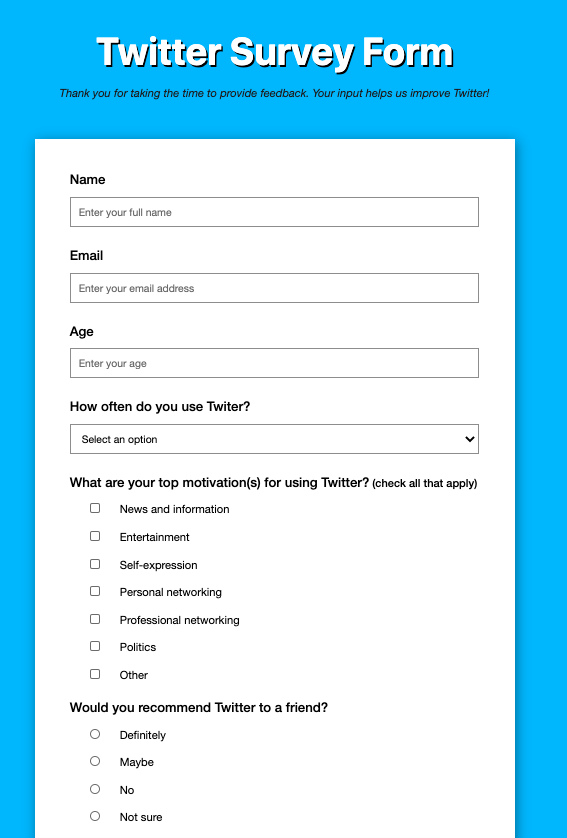 Twitter Survey Form
Thank you for taking the time to provide feedback. Your input helps us improve Twitter!
Name
Enter your full name
Email
Enter your email address
Age
Enter your age
How often do you use Twiter?
Select an option
What are your top motivation(s) for using Twitter? (check all that apply)
News and information
Entertainment
Self-expression
Personal networking
Professional networking
Politics
Other
Would you recommend Twitter to a friend?
Definitely
Maybe
No
Not sure